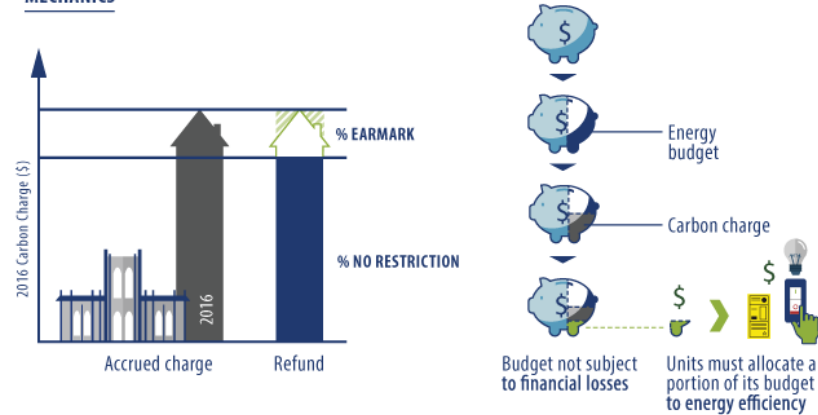 MECHANICS
2016 Carbon Charge ($)
% EARMARK
% NO RESTRICTION
2016
Accrued charge
Refund
$
$
Energy
budget
$
Carbon charge
$
$
$
Budget not subject
to financial losses
Units must allocate a
portion of its budget
to energy efficiency